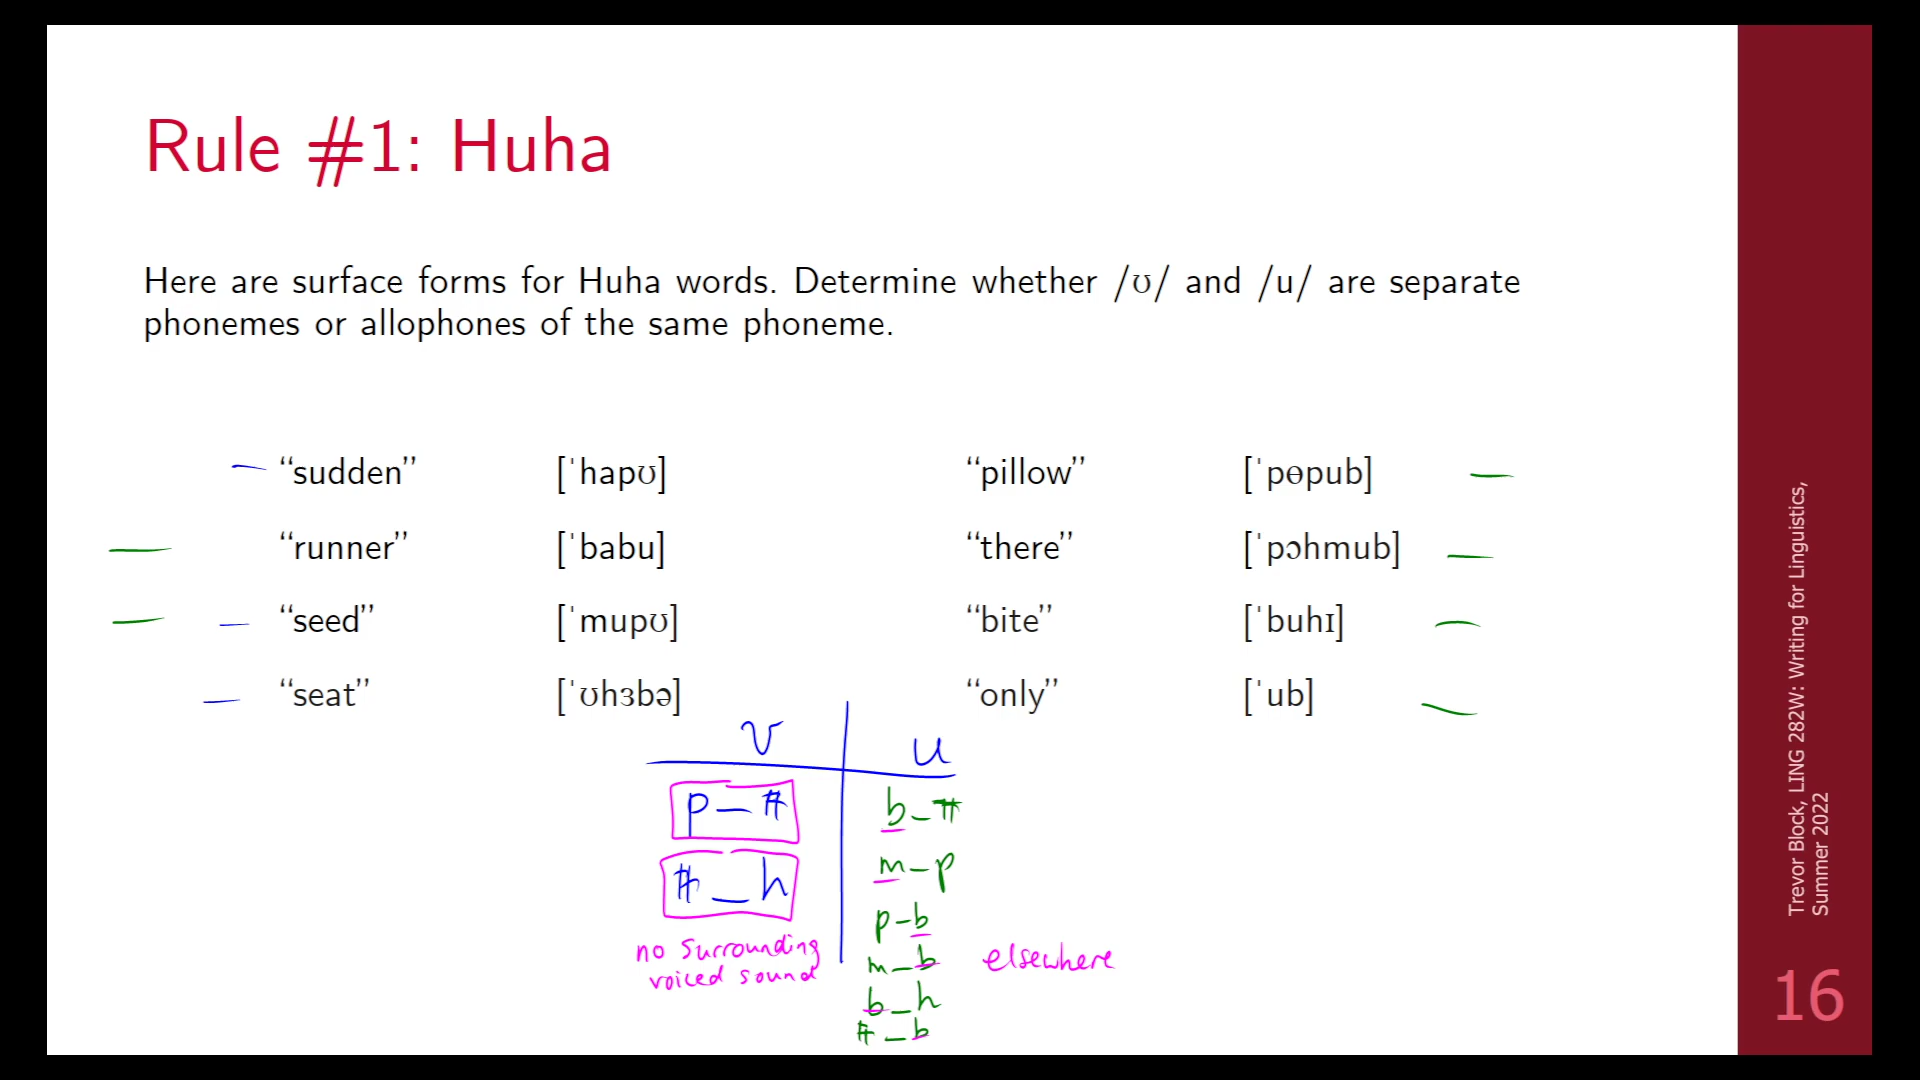 Rule #1: Huha
Here are surface forms for Huha words. Determine whether /ʊ/ and /u/ are separate
phonemes or allophones of the same phoneme.
“sudden” [ˈhapʊ] “pillow” [ˈpɵpub]
“runner” [ˈbabu] “there” [ˈpɔhmub]
“seed” [ˈmupʊ] “bite” [ˈbuhɪ]
“seat” [ˈʊhɜbə] “only” [ˈub]
ʊ u
p_# b_#
m_p
#_h p_b
no surrounding m_b elsewhere
voiced sound b_h
#_b
Trevor Block, LING 282W: Writing for Linguistics,
Summer 2022
16